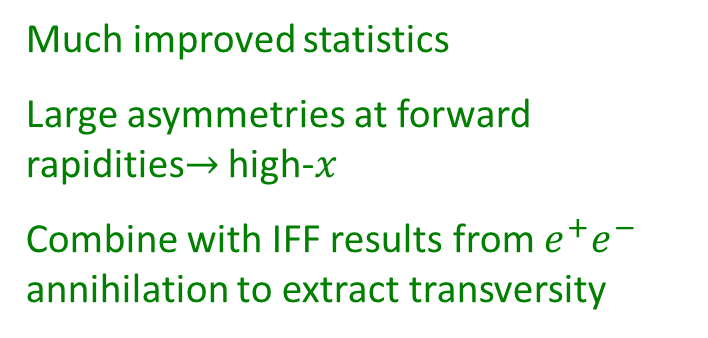 Much improved statistics
Large asymmetries at forward
rapidities→ high-x
Combine with IFF results from e⁺e⁻
annihilation to extract transversity